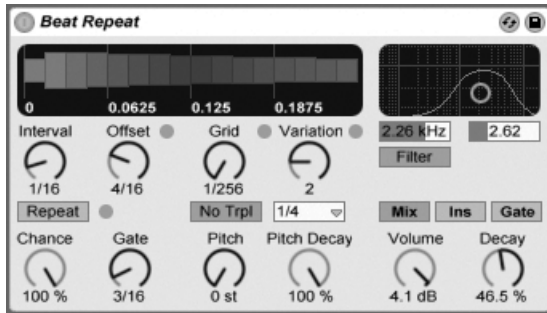 Beat Repeat
0 0.0625 0.125 0.1875
Interval Offset Grid Variation 2.26 kHz 2.62
Filter
1/16 4/16 1/256 2
Repeat No Trpl 1/4 Mix Ins Gate
Chance Gate Pitch Pitch Decay Volume Decay
100 % 3/16 0 st 100 % 4.1 dB 46.5 %